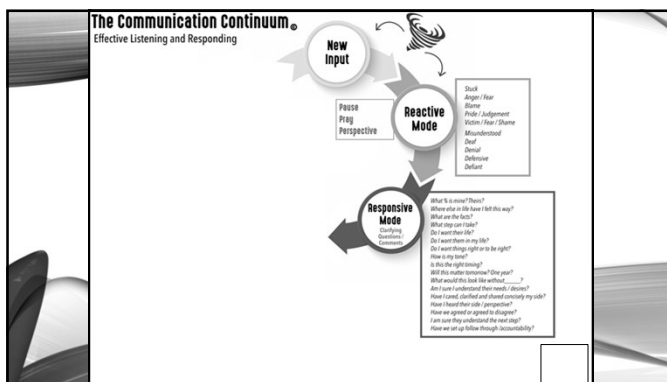 The Communication Continuum
Effective Listening and Responding
New
Input
Pause
Pray
Perspective
Reactive
Mode
Stuck
Anger / Fear
Blame
Pride / Judgement
Victim / Fear / Shame
Misunderstood
Deaf
Denial
Defensive
Defiant
Responsive
Mode
Clarifying
Questions /
Comments
What % is mine? Theirs?
Where else in life have I felt this way?
What are the facts?
What step can I take?
Do I want their life?
Do I want them in my life?
Do I want things right or to be right?
How is my tone?
Is this the right timing?
Will this matter tomorrow? One year?
What would this look like without_____?
Am I sure I understand their needs / desires?
Have I cared, clarified and shared concisely my side?
Have I heard their side / perspective?
Have we agreed or agreed to disagree?
I am sure they understand the next step?
Have we set up follow through /accountability?